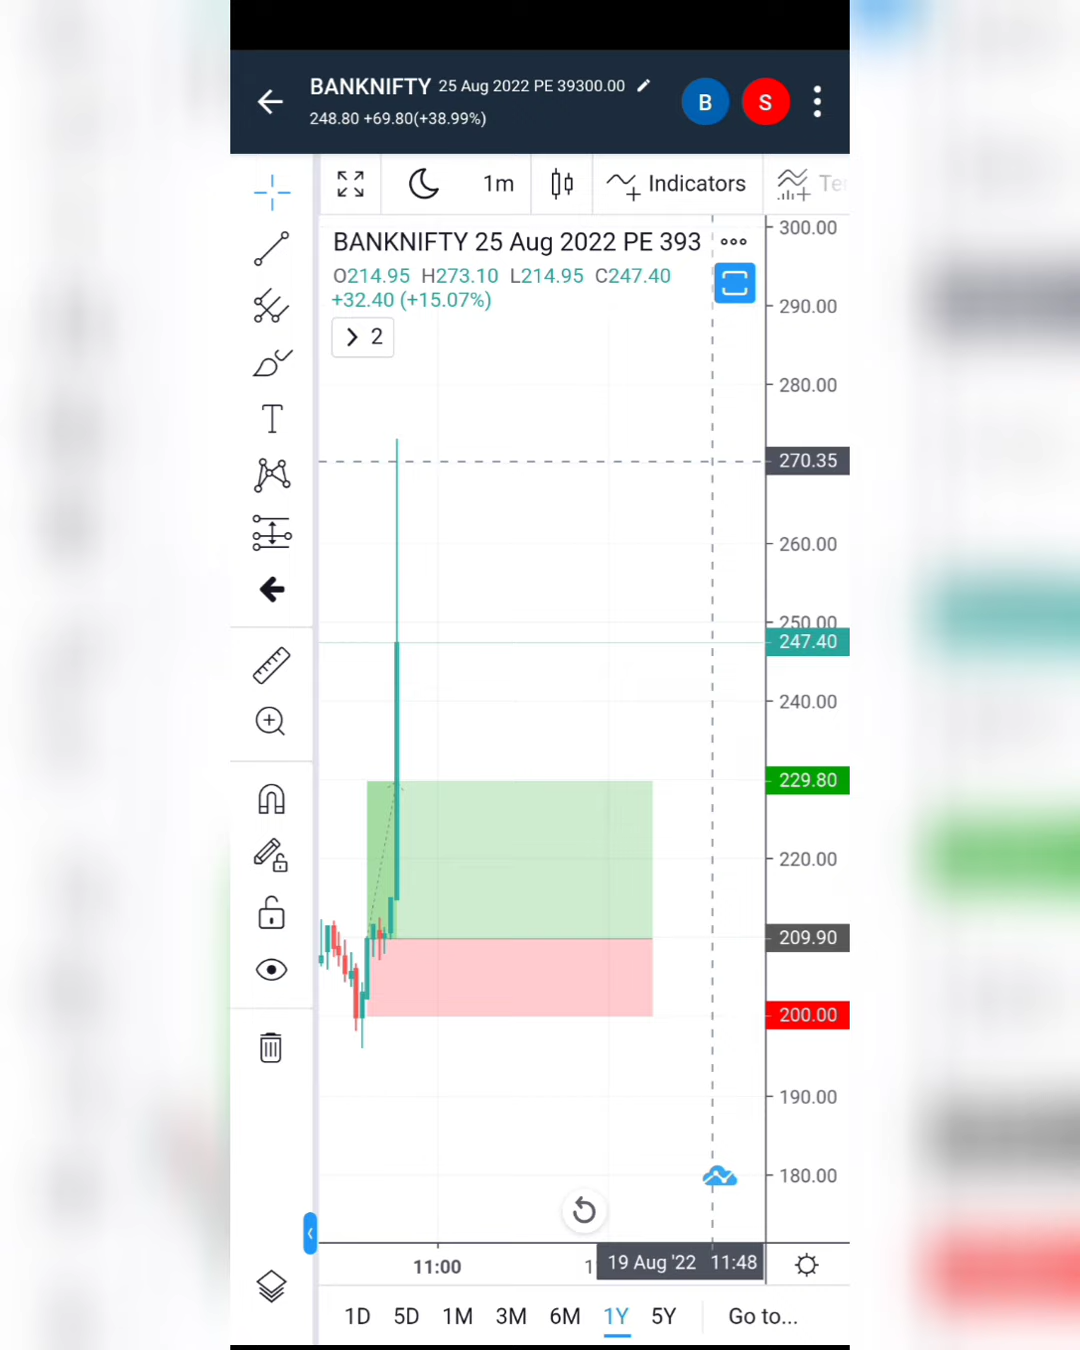 BANKNIFTY 25 Aug 2022 PE 39300.00
248.80 +69.80(+38.99%)
B
S
1m
Indicators
BANKNIFTY 25 Aug 2022 PE 393
O214.95 H273.10 L214.95 C247.40
+32.40 (+15.07%)
2
300.00
290.00
280.00
270.35
260.00
250.00
247.40
240.00
229.80
220.00
209.90
200.00
190.00
180.00
11:00
19 Aug '22 11:48
1D 5D 1M 3M 6M 1Y 5Y Go to...